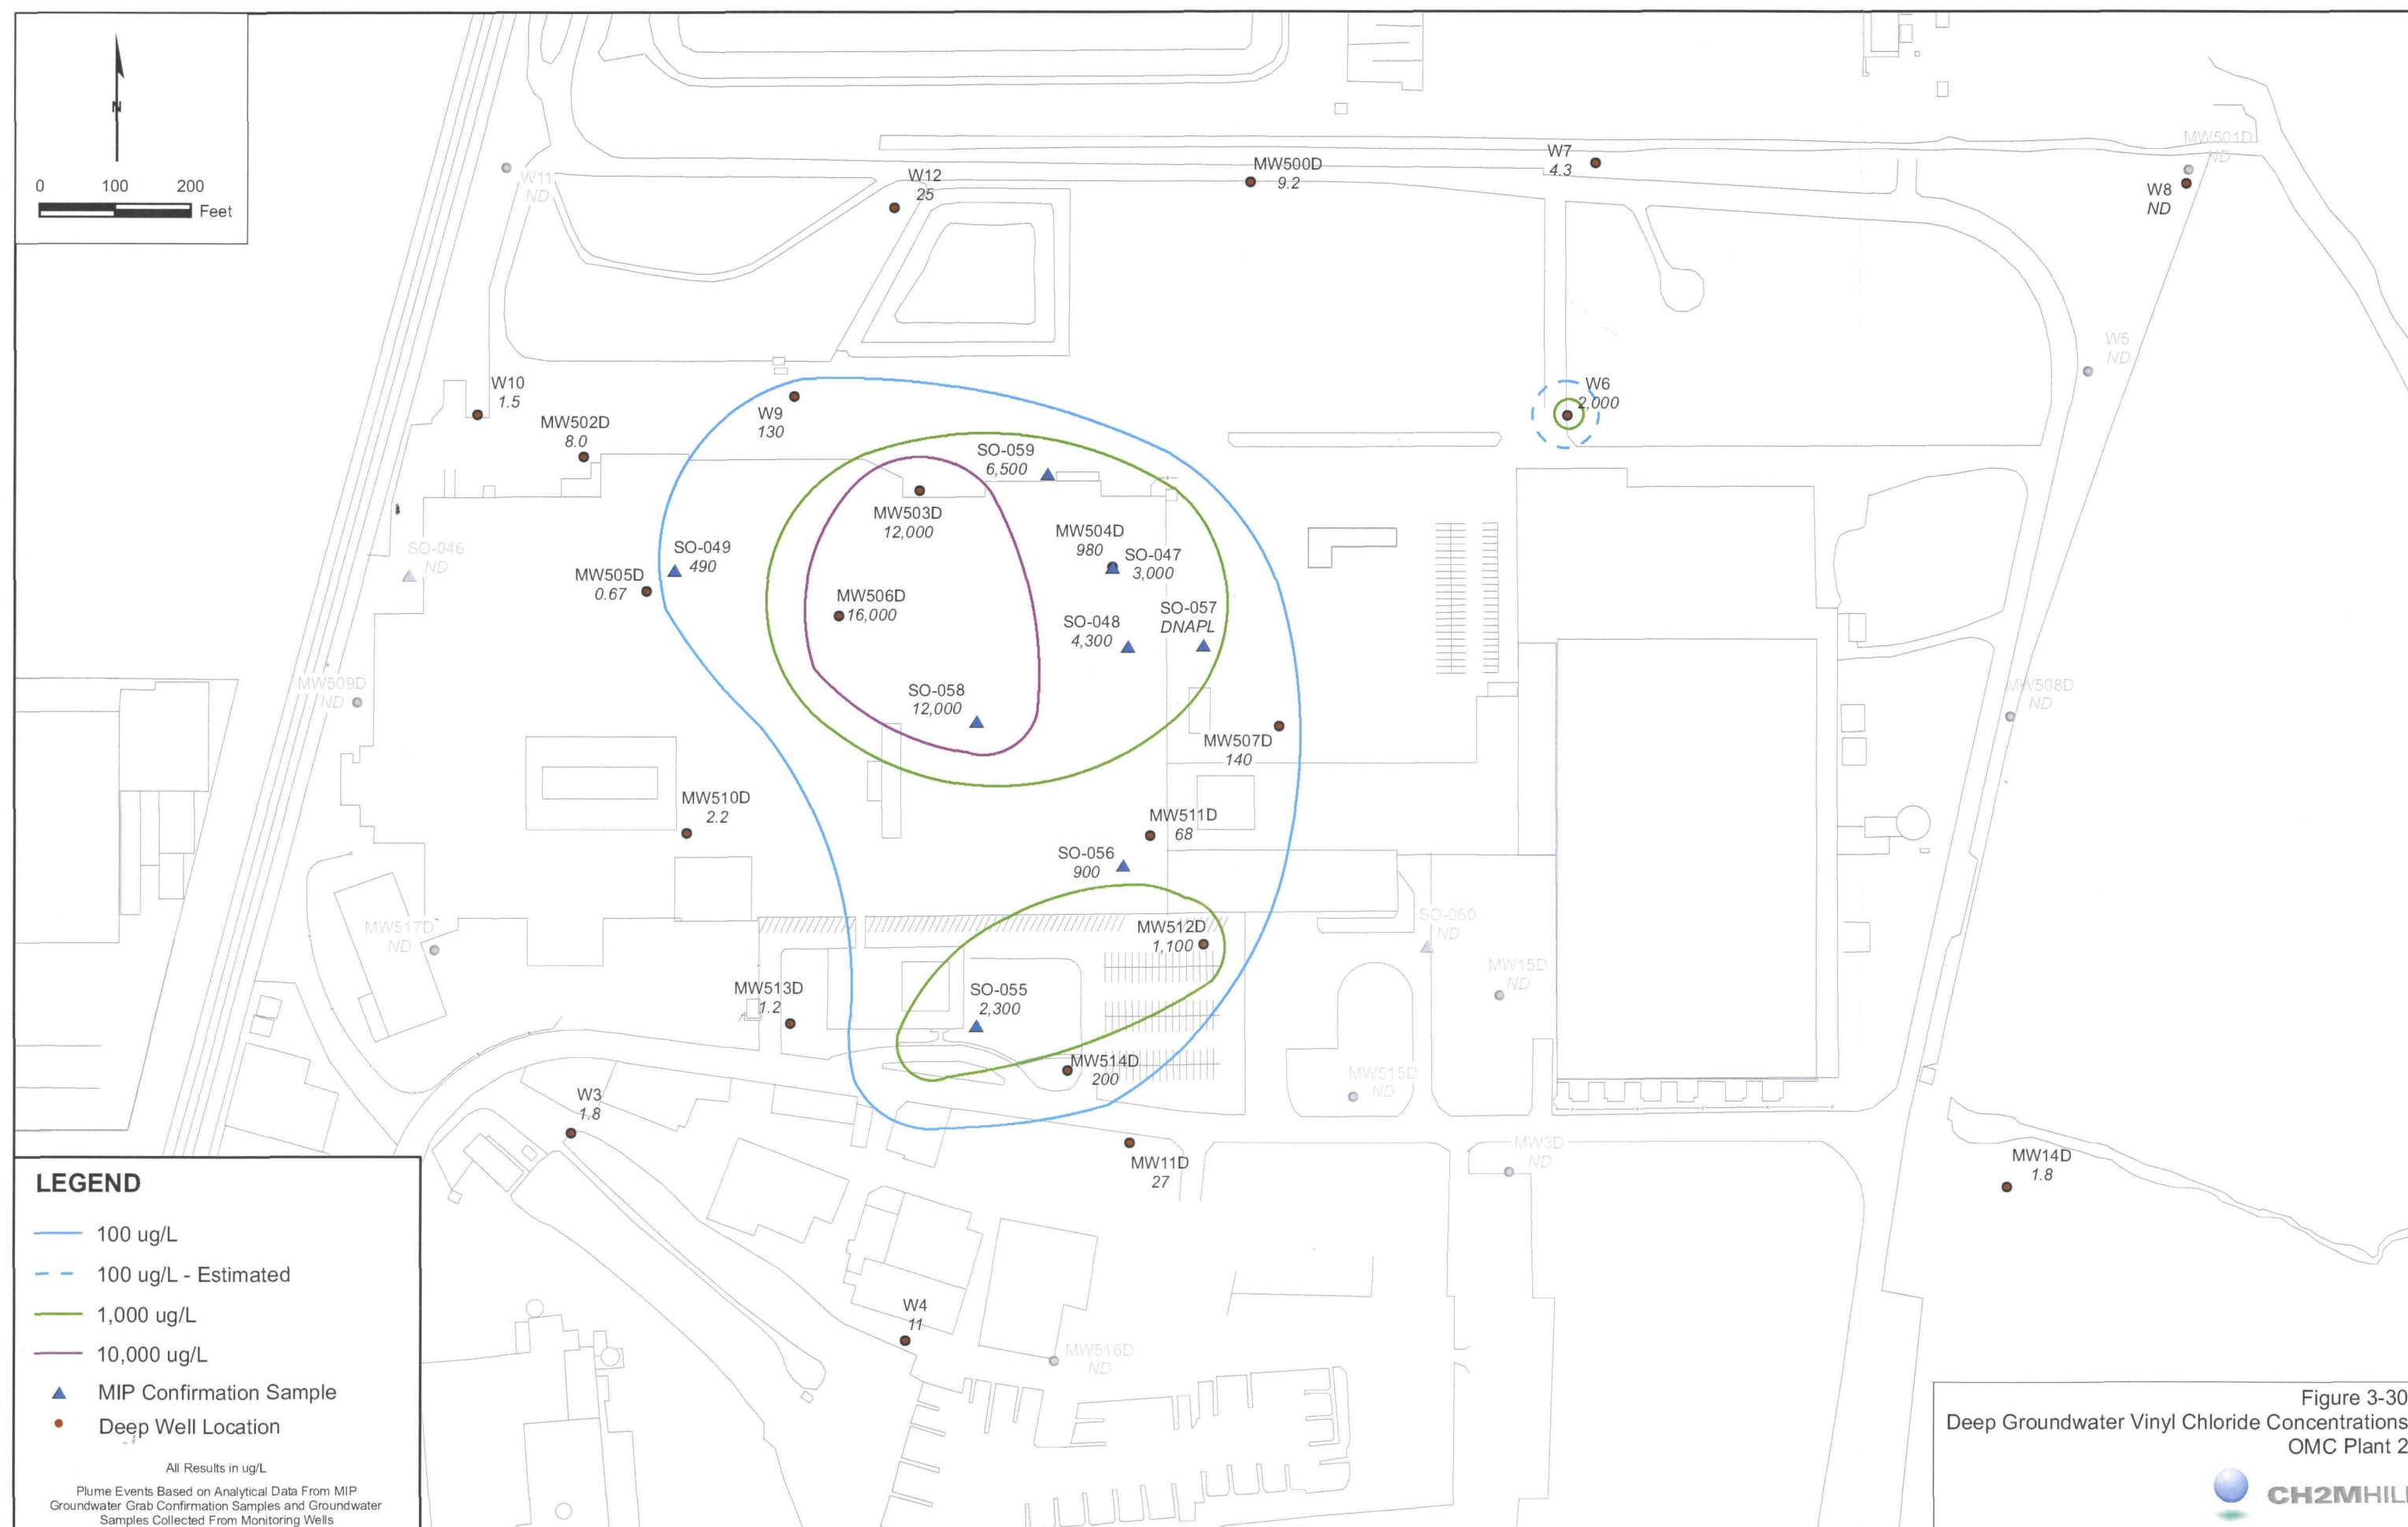 N
0 100 200
Feet
W11
ND
W12
25
MW500D
9.2
W7
4.3
MW501D
ND
W8
ND
W5
ND
W10
1.5
MW502D
8.0
W9
130
W6
2,000
SO-059
6,500
MW503D
12,000
MW504D
980
SO-047
3,000
SO-046
ND
SO-049
490
MW505D
0.67
MW506D
16,000
SO-048
4,300
SO-057
DNAPL
MW509D
ND
SO-058
12,000
MW507D
140
MW508D
ND
MW510D
2.2
MW511D
68
SO-056
900
MW517D
ND
MW512D
1,100
SO-060
ND
MW15D
ND
MW513D
1.2
SO-055
2,300
MW514D
200
MW515D
ND
W3
1.8
MW11D
27
MW3D
ND
MW14D
1.8
W4
11
MW516D
ND
LEGEND
100 ug/L
100 ug/L - Estimated
1,000 ug/L
10,000 ug/L
MIP Confirmation Sample
Deep Well Location
All Results in ug/L
Plume Events Based on Analytical Data From MIP
Groundwater Grab Confirmation Samples and Groundwater
Samples Collected From Monitoring Wells
Figure 3-30
Deep Groundwater Vinyl Chloride Concentrations
OMC Plant 2
CH2MHILL